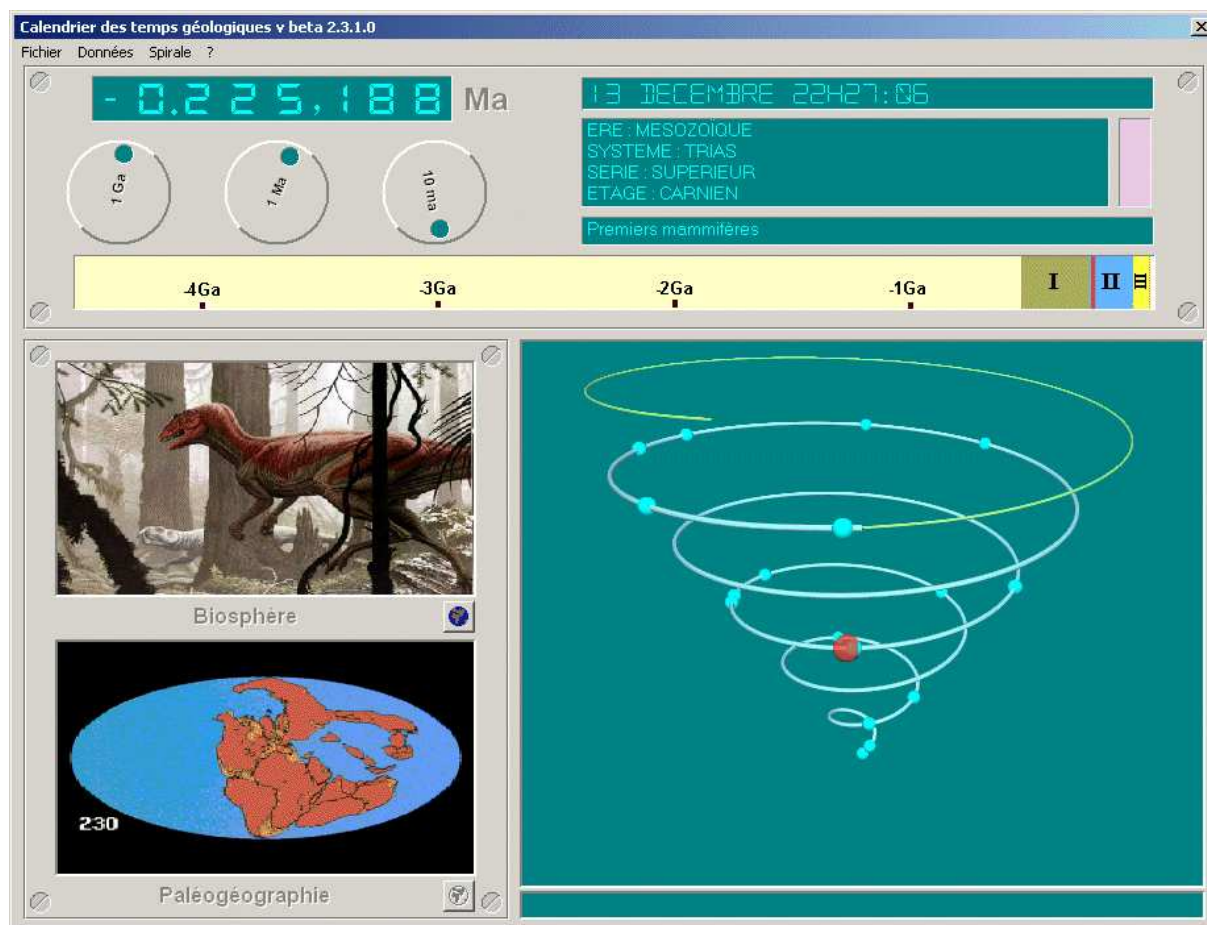 Calendrier des temps géologiques v beta 2.3.1.0
Fichier Données Spirale ?
-0.225,188 Ma
13 DECEMBRE 22H27:06
ERE : MESOZOÏQUE
SYSTEME : TRIAS
SERIE : SUPERIEUR
ETAGE : CARNIEN
1 Ga
1 Ma
10 ma
Premiers mammifères
-4Ga -3Ga -2Ga -1Ga I II III
Biosphère
230
Paléogéographie